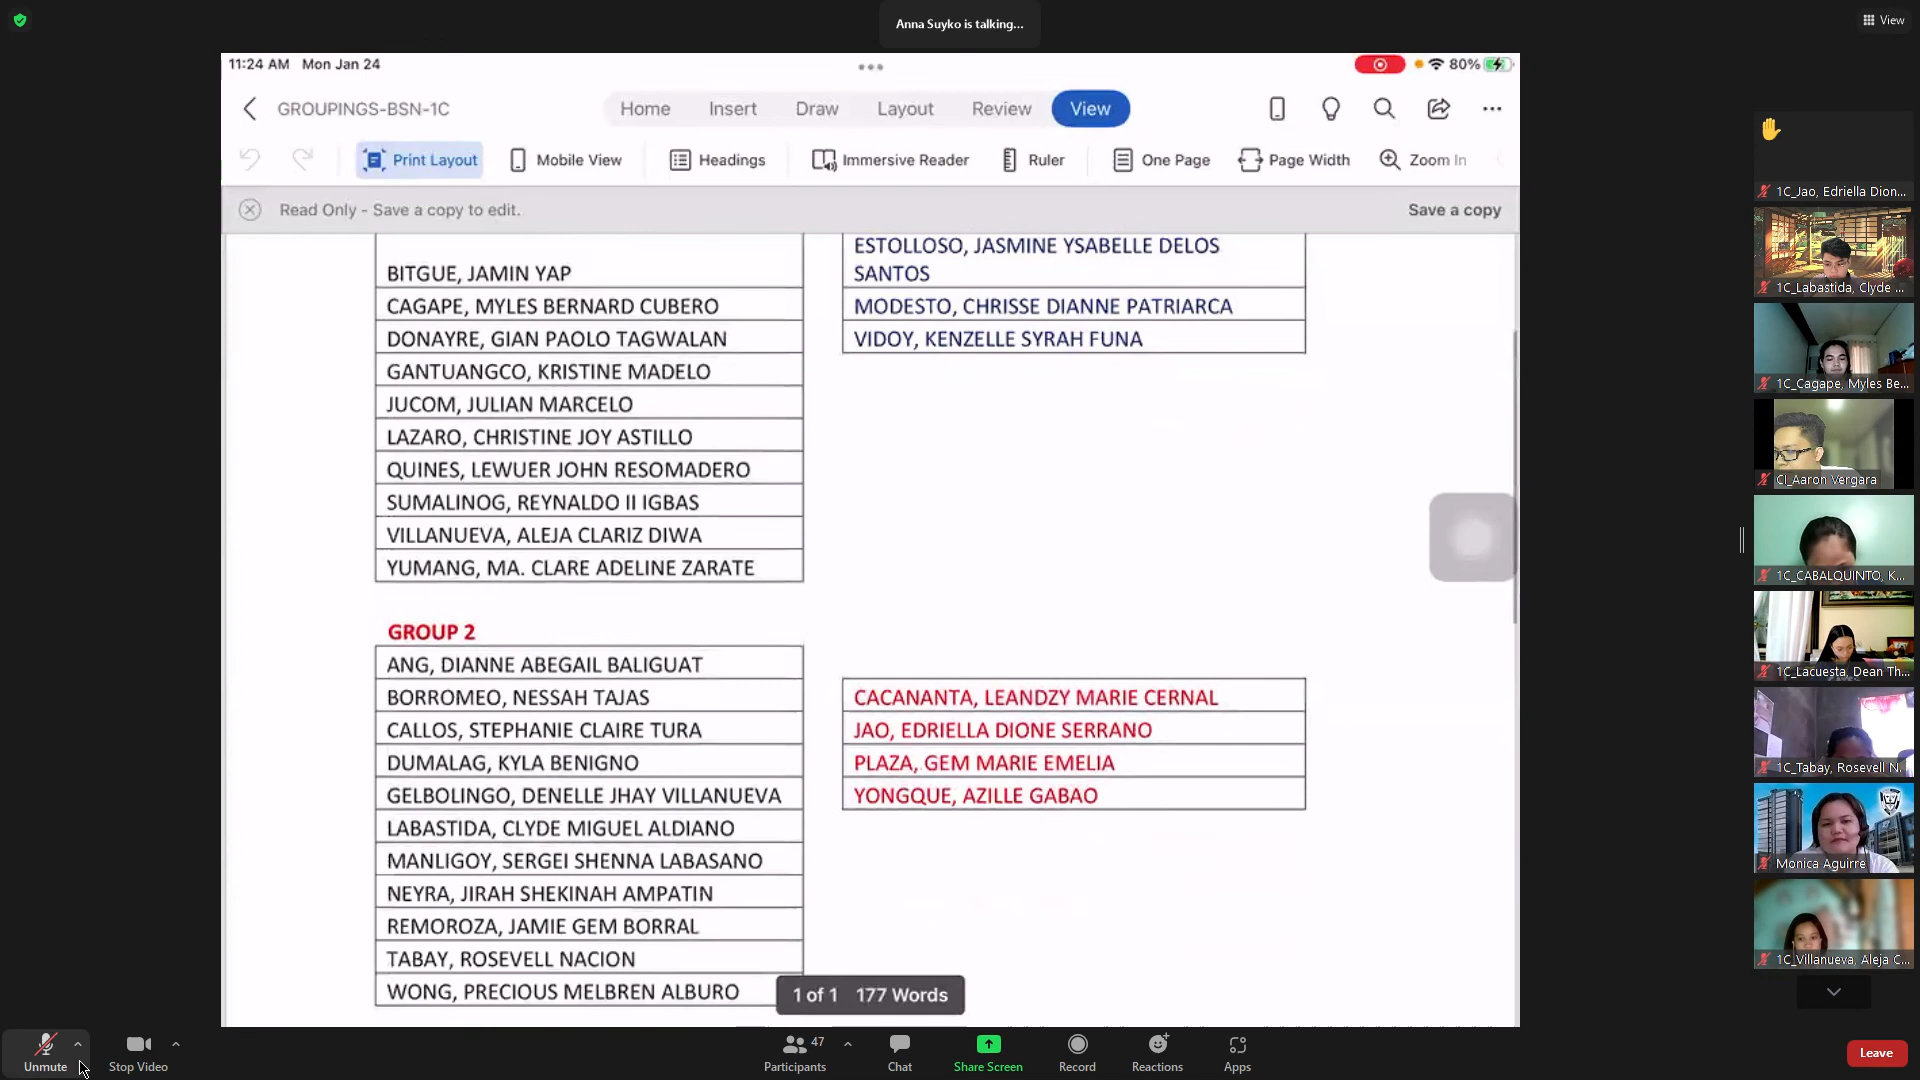 Anna Suyko is talking...
View
11:24 AM Mon Jan 24
80%
GROUPINGS-BSN-1C
Home Insert Draw Layout Review View
Print Layout Mobile View Headings Immersive Reader Ruler One Page Page Width Zoom In
Read Only - Save a copy to edit.
Save a copy
BITGUE, JAMIN YAP
CAGAPE, MYLES BERNARD CUBERO
DONAYRE, GIAN PAOLO TAGWALAN
GANTUANGCO, KRISTINE MADELO
JUCOM, JULIAN MARCELO
LAZARO, CHRISTINE JOY ASTILLO
QUINES, LEWUER JOHN RESOMADERO
SUMALINOG, REYNALDO II IGBAS
VILLANUEVA, ALEJA CLARIZ DIWA
YUMANG, MA. CLARE ADELINE ZARATE
ESTOLLOSO, JASMINE YSABELLE DELOS
SANTOS
MODESTO, CHRISSE DIANNE PATRIARCA
VIDOY, KENZELLE SYRAH FUNA
GROUP 2
ANG, DIANNE ABEGAIL BALIGUAT
BORROMEO, NESSAH TAJAS
CALLOS, STEPHANIE CLAIRE TURA
DUMALAG, KYLA BENIGNO
GELBOLINGO, DENELLE JHAY VILLANUEVA
LABASTIDA, CLYDE MIGUEL ALDIANO
MANLIGOY, SERGEI SHENNA LABASANO
NEYRA, JIRAH SHEKINAH AMPATIN
REMOROZA, JAMIE GEM BORRAL
TABAY, ROSEVELL NACION
WONG, PRECIOUS MELBREN ALBURO
CACANANTA, LEANDZY MARIE CERNAL
JAO, EDRIELLA DIONE SERRANO
PLAZA, GEM MARIE EMELIA
YONGQUE, AZILLE GABAO
1 of 1 177 Words
1C_Jao, Edriella Dion...
1C_Labastida, Clyde ...
1C_Cagape, Myles Be...
CI_Aaron Vergara
1C_CABALQUINTO, K...
1C_Lacuesta, Dean Th...
1C_Tabay, Rosevell N.
Monica Aguirre
1C_Villanueva, Aleja C...
Unmute
Stop Video
Participants
47
Chat
Share Screen
Record
Reactions
Apps
Leave